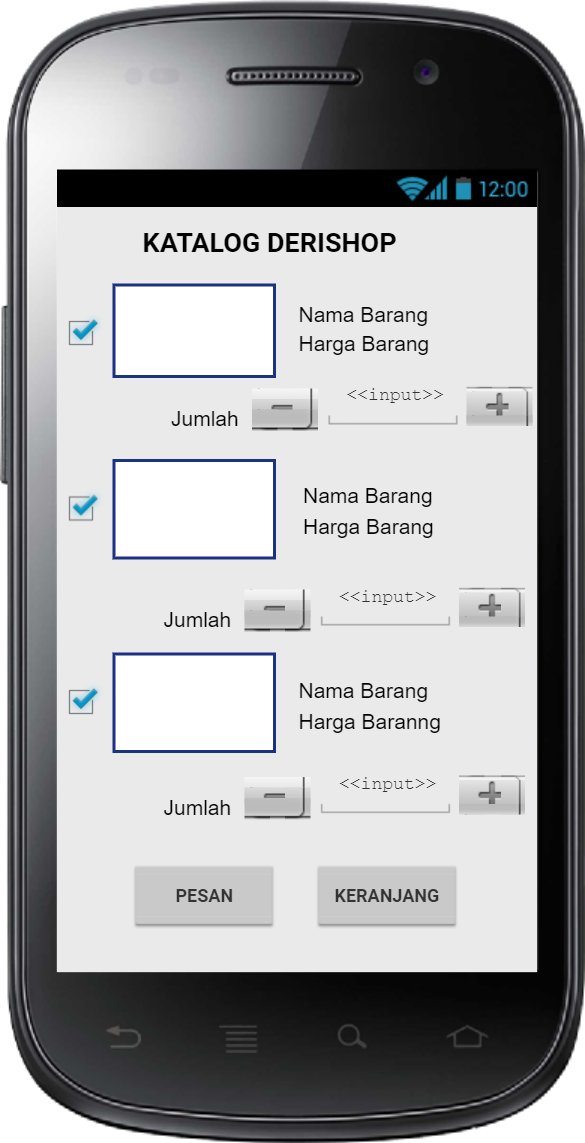 12:00
KATALOG DERISHOP
Nama Barang
Harga Barang
Jumlah - <<input>> +
Nama Barang
Harga Barang
Jumlah - <<input>> +
Nama Barang
Harga Baranng
Jumlah - <<input>> +
PESAN KERANJANG